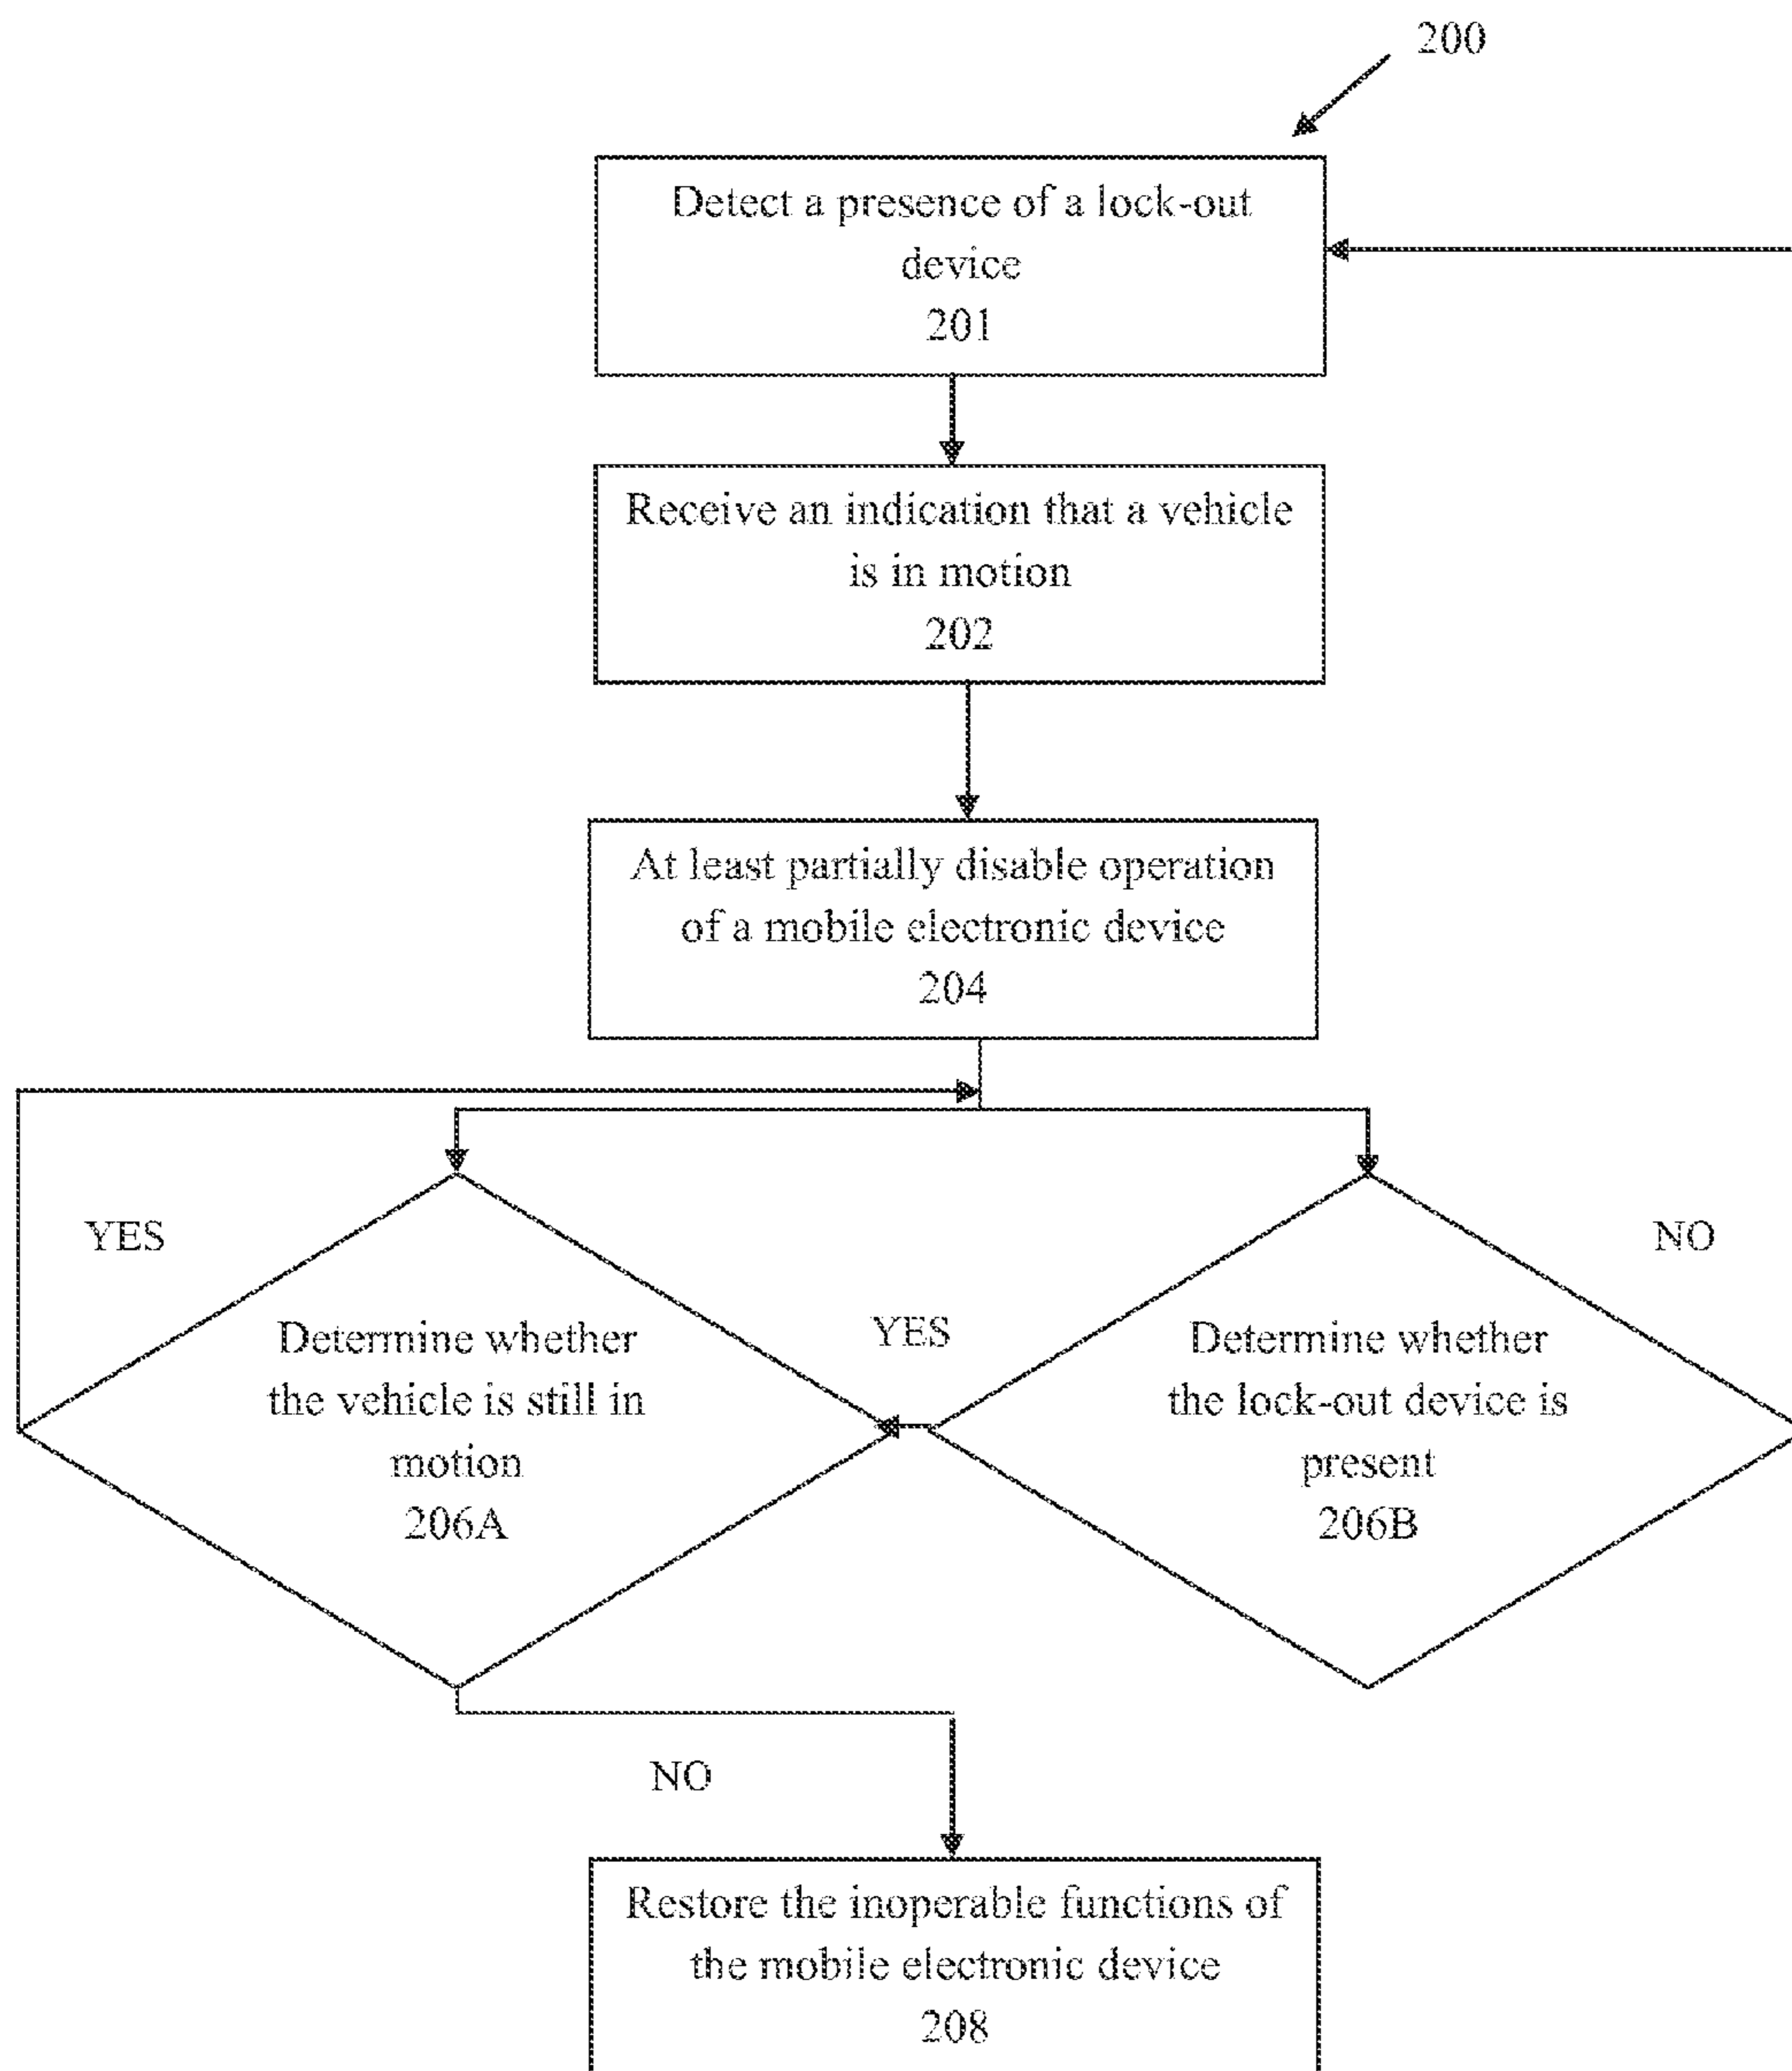 200
Detect a presence of a lock-out
device
201
Receive an indication that a vehicle
is in motion
202
At least partially disable operation
of a mobile electronic device
204
YES
NO
YES
Determine whether
the vehicle is still in
motion
206A
Determine whether
the lock-out device is
present
206B
NO
Restore the inoperable functions of
the mobile electronic device
208